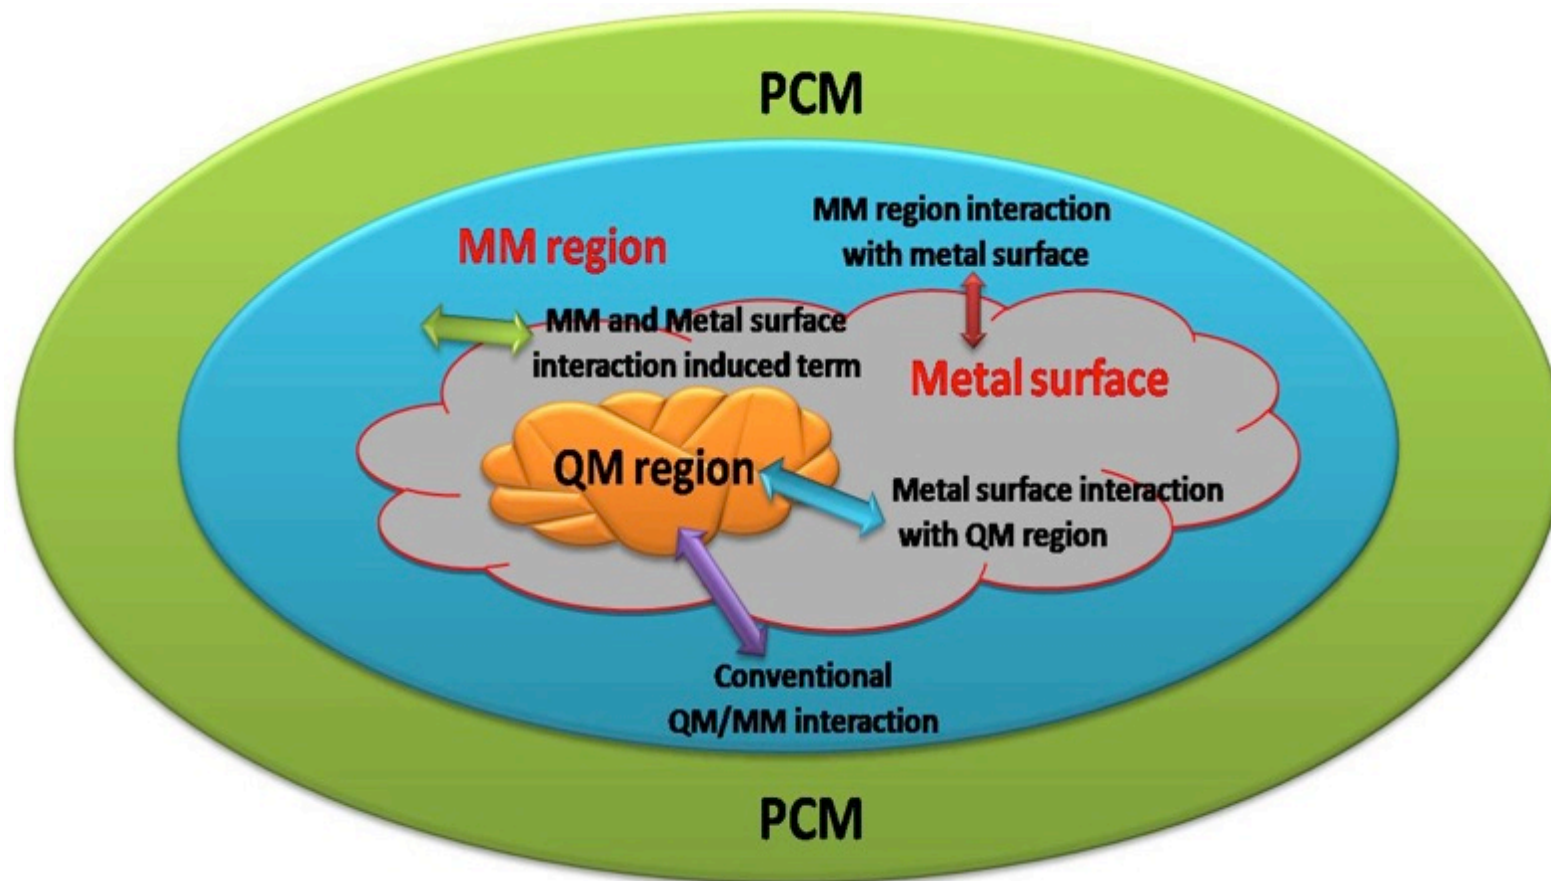 PCM
MM region interaction
with metal surface
MM region
MM and Metal surface
interaction induced term
Metal surface
QM region
Metal surface interaction
with QM region
Conventional
QM/MM interaction
PCM